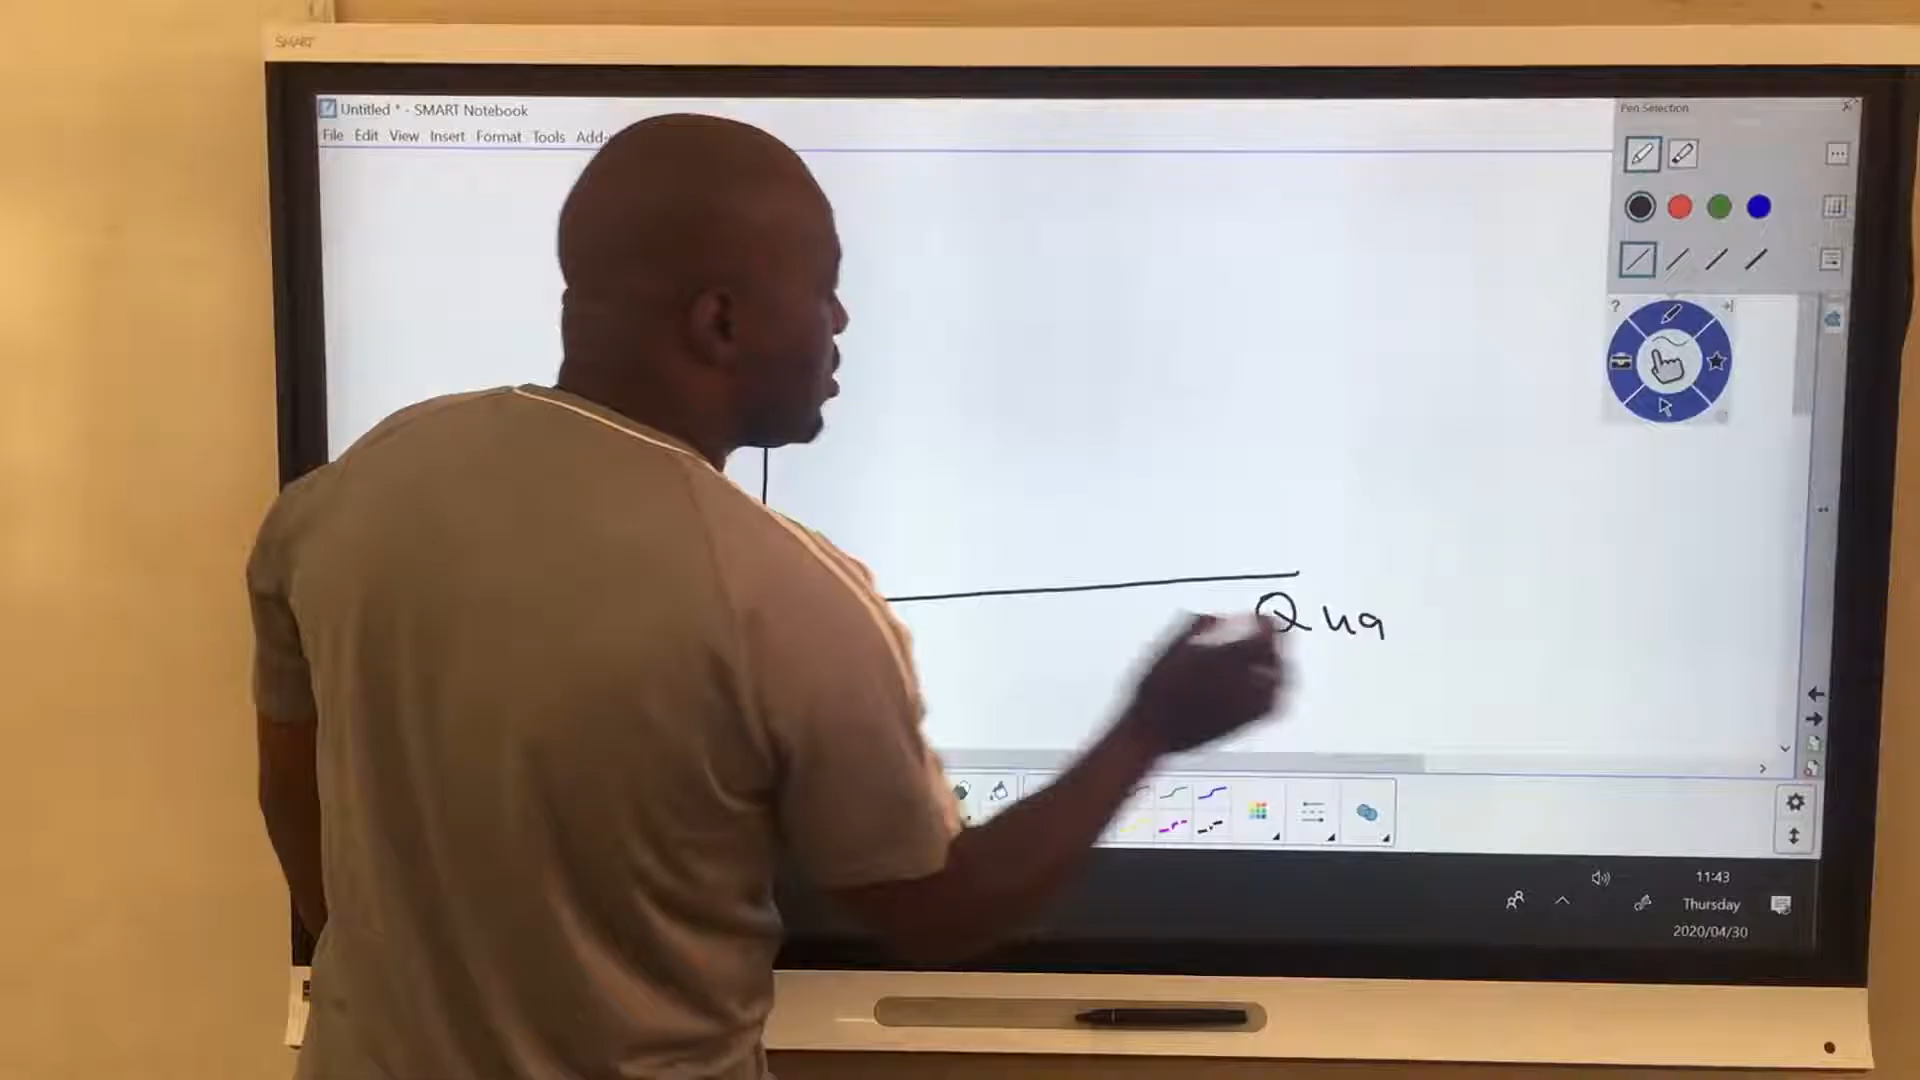 SMART
Untitled * - SMART Notebook
File Edit View Insert Format Tools Add-
Pen Selection
?
Qua
11:43
Thursday
2020/04/30